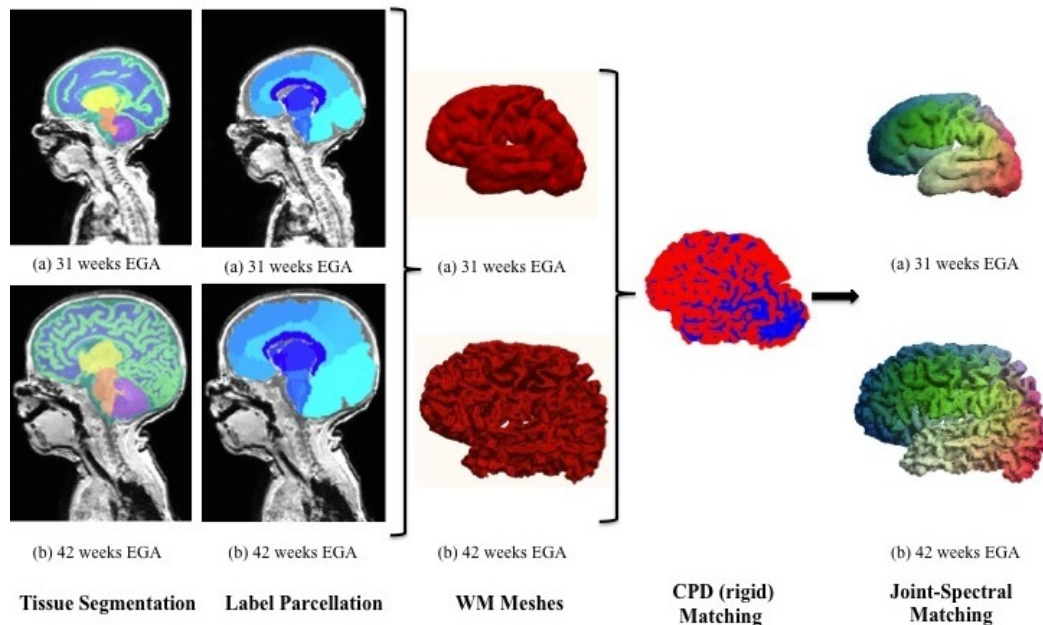 (a) 31 weeks EGA
(a) 31 weeks EGA
(a) 31 weeks EGA
(a) 31 weeks EGA
(b) 42 weeks EGA
(b) 42 weeks EGA
(b) 42 weeks EGA
(b) 42 weeks EGA
Tissue Segmentation
Label Parcellation
WM Meshes
CPD (rigid)
Matching
Joint-Spectral
Matching